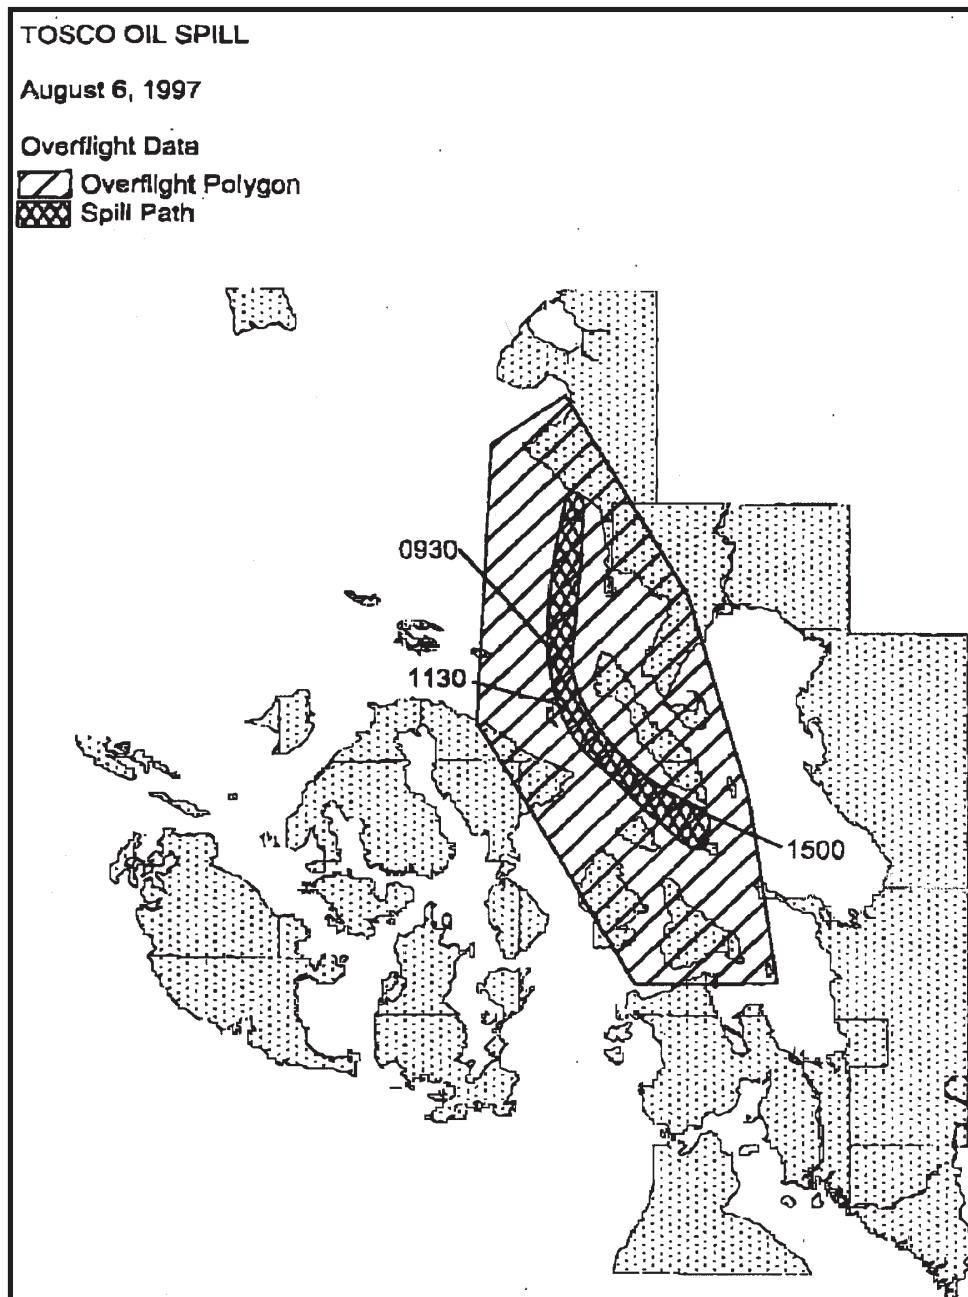 TOSCO OIL SPILL
August 6, 1997
Overflight Data
Overflight Polygon
Spill Path
0930
1130
1500